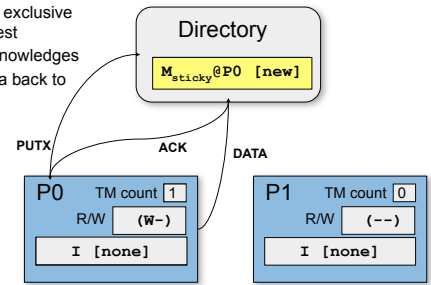 exclusive
est
nowledges
a back to
Directory
Msticky@P0 [new]
PUTX
ACK
DATA
P0 TM count 1
R/W (W-)
I [none]
P1 TM count 0
R/W (--)
I [none]